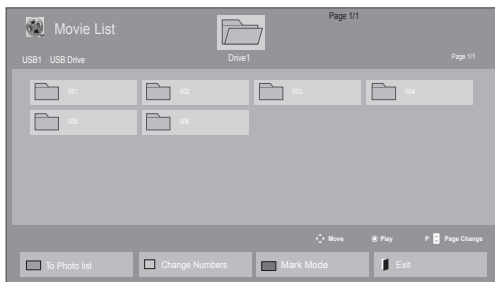 Movie List
Page 1/1
USB1 USB Drive
Drive1
Page 1/1
001 002 003 004
005 006
Move Play P Page Change
To Photo list Change Numbers Mark Mode Exit